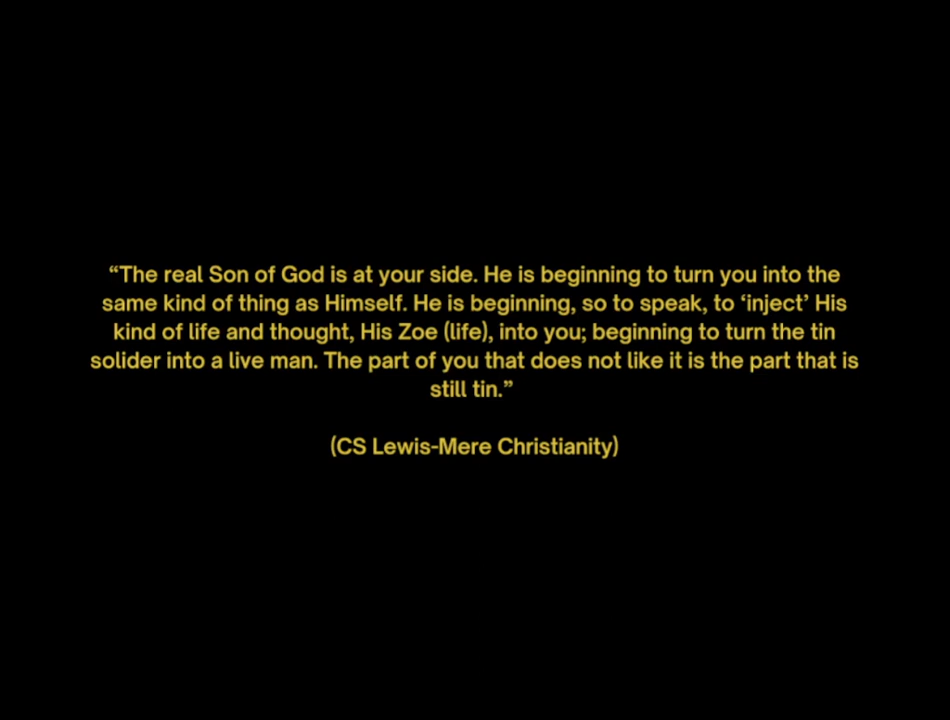 “The real Son of God is at your side. He is beginning to turn you into the
same kind of thing as Himself. He is beginning, so to speak, to ‘inject’ His
kind of life and thought, His Zoe (life), into you; beginning to turn the tin
solider into a live man. The part of you that does not like it is the part that is
still tin.”
(CS Lewis-Mere Christianity)